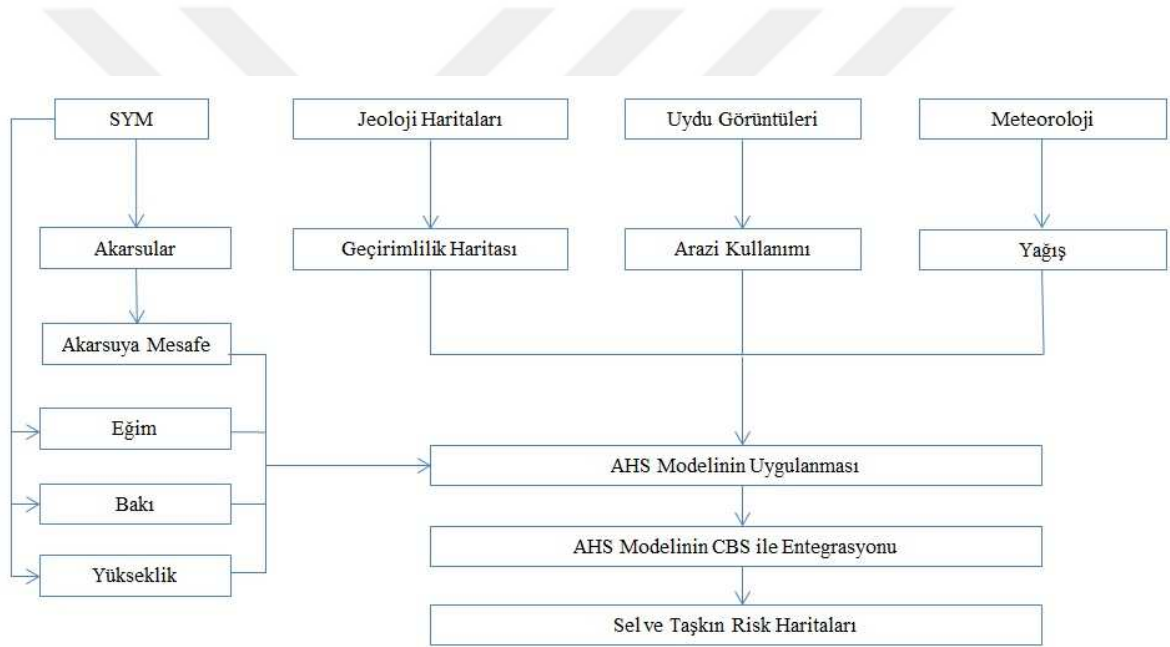 SYM
Jeoloji Haritaları
Uydu Görüntüleri
Meteoroloji
Akarsular
Geçirimlilik Haritası
Arazi Kullanımı
Yağış
Akarsuya Mesafe
Eğim
AHS Modelinin Uygulanması
Bakı
AHS Modelinin CBS ile Entegrasyonu
Yükseklik
Sel ve Taşkın Risk Haritaları